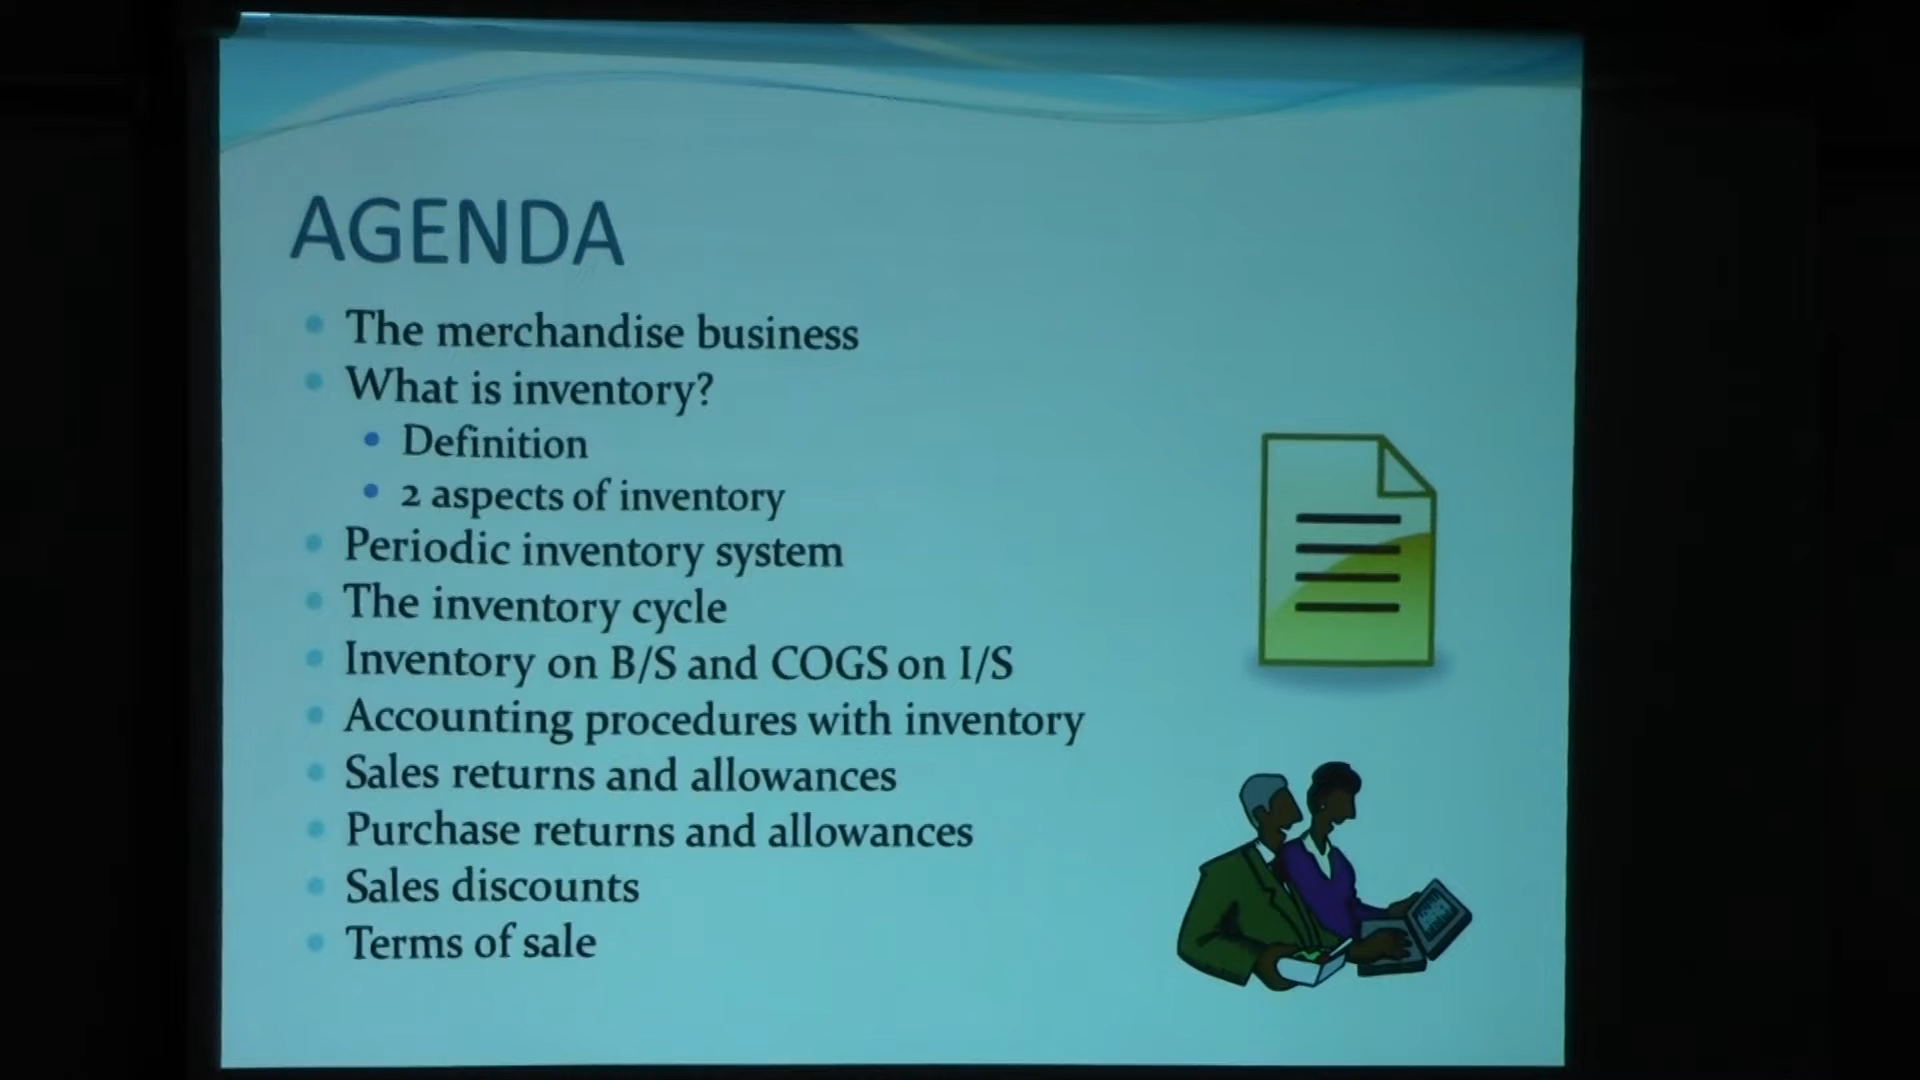 AGENDA
The merchandise business
What is inventory?
Definition
2 aspects of inventory
Periodic inventory system
The inventory cycle
Inventory on B/S and COGS on I/S
Accounting procedures with inventory
Sales returns and allowances
Purchase returns and allowances
Sales discounts
Terms of sale